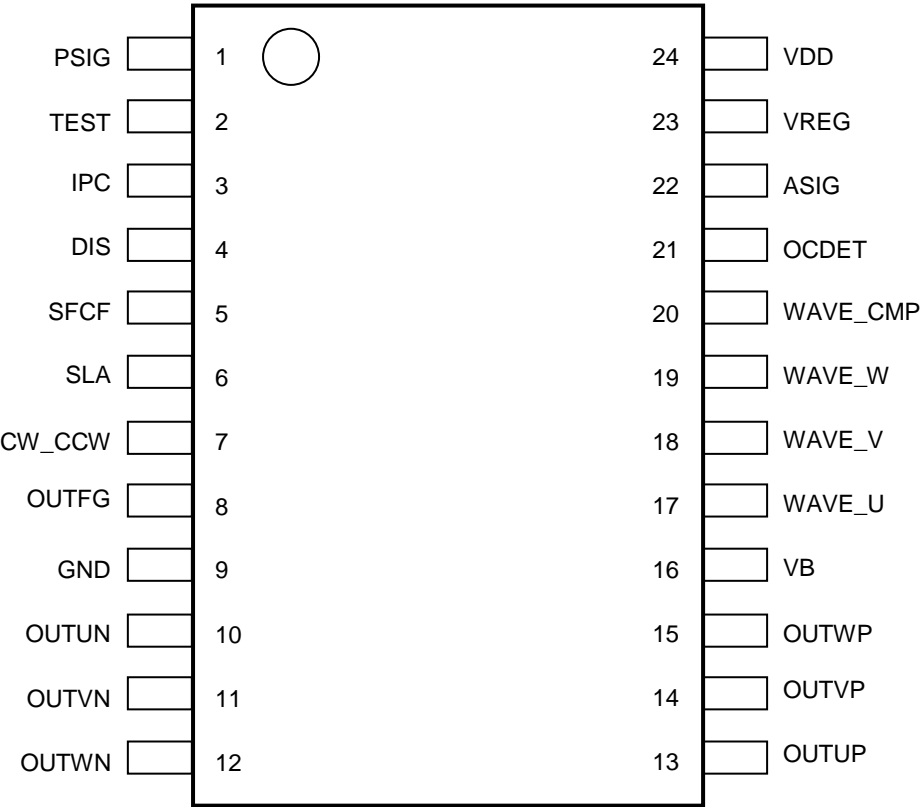 PSIG 1 24 VDD
TEST 2 23 VREG
IPC 3 22 ASIG
DIS 4 21 OCDET
SFCF 5 20 WAVE_CMP
SLA 6 19 WAVE_W
CW_CCW 7 18 WAVE_V
OUTFG 8 17 WAVE_U
GND 9 16 VB
OUTUN 10 15 OUTWP
OUTVN 11 14 OUTVP
OUTWN 12 13 OUTUP